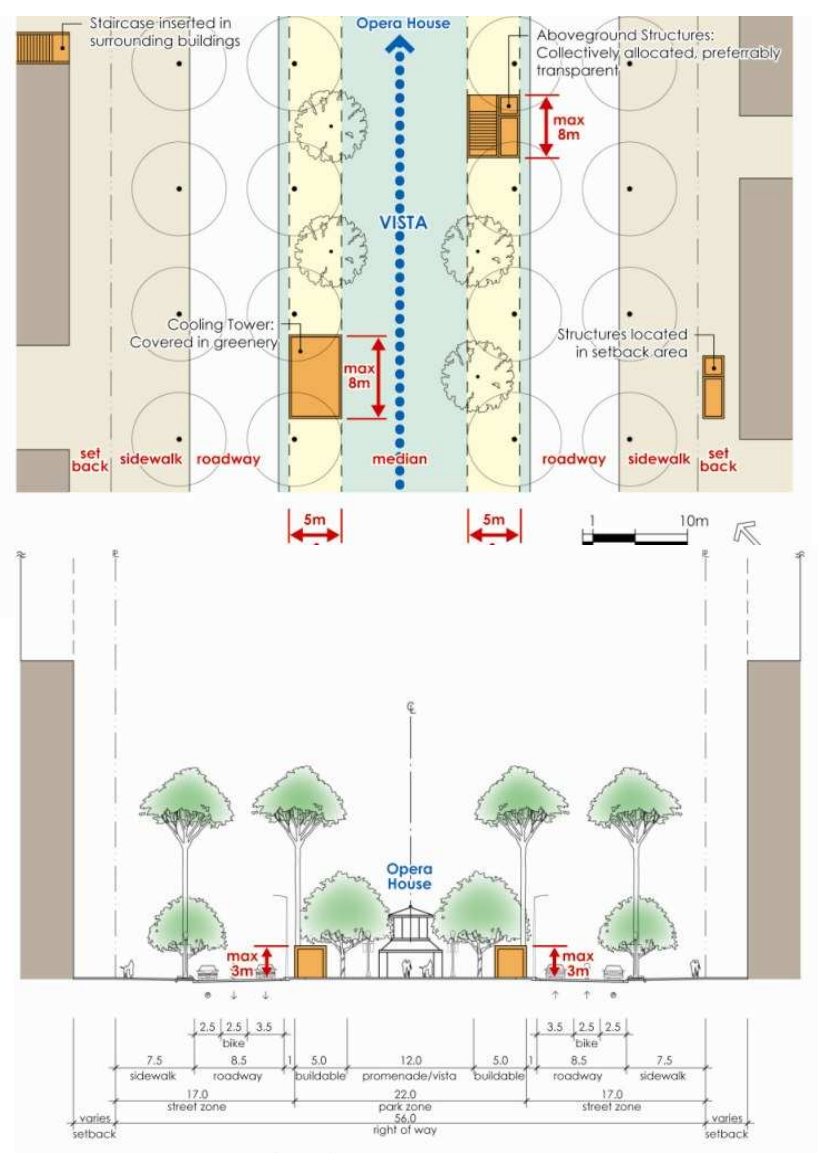 Staircase inserted in
surrounding buildings
Opera House
Aboveground Structures:
Collectively allocated, preferrably
transparent
max
8m
VISTA
Cooling Tower:
Covered in greenery
max
8m
Structures located
in setback area
set
back
sidewalk
roadway
median
roadway
sidewalk
set
back
5m
5m
1
10m
Opera
House
max
3m
max
3m
2.5 2.5 3.5
bike
3.5 2.5 2.5
bike
7.5 8.5 1 5.0 12.0 5.0 1 8.5 7.5
sidewalk roadway buildable promenade/vista buildable roadway sidewalk
17.0 22.0 17.0
street zone park zone street zone
varies 56.0 varies
setback right of way setback